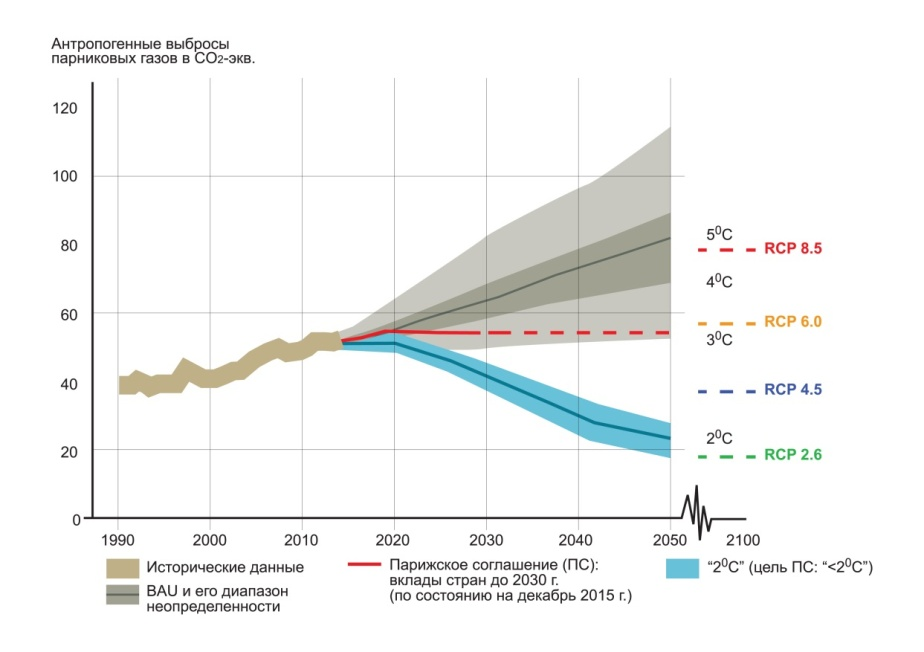 Антропогенные выбросы
парниковых газов в CO₂-экв.
120
100
80
60
40
20
0
1990
2000
2010
2020
2030
2040
2050
2100
5⁰C
RCP 8.5
4⁰C
RCP 6.0
3⁰C
RCP 4.5
2⁰C
RCP 2.6
Исторические данные
BAU и его диапазон
неопределенности
Парижское соглашение (ПС):
вклады стран до 2030 г.
(по состоянию на декабрь 2015 г.)
“2⁰C” (цель ПС: “<2⁰C”)